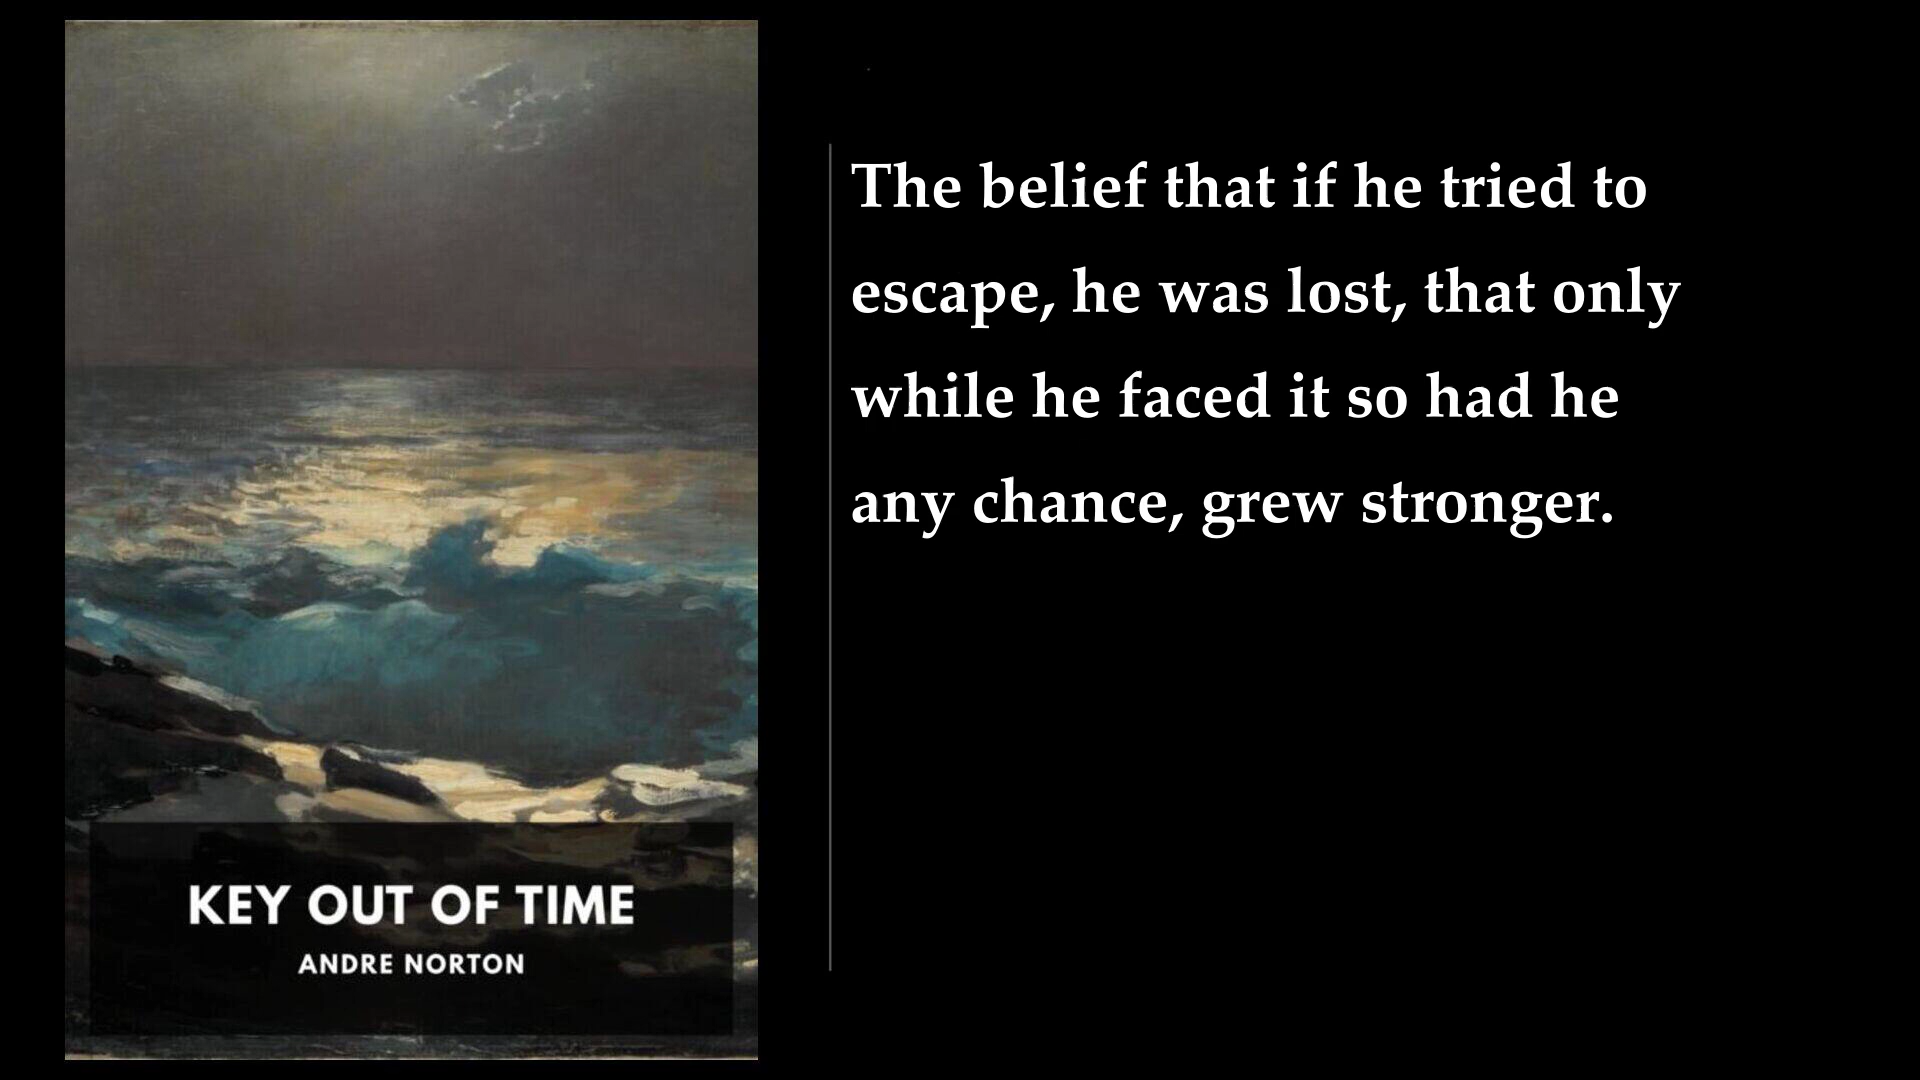 KEY OUT OF TIME
ANDRE NORTON
The belief that if he tried to
escape, he was lost, that only
while he faced it so had he
any chance, grew stronger.